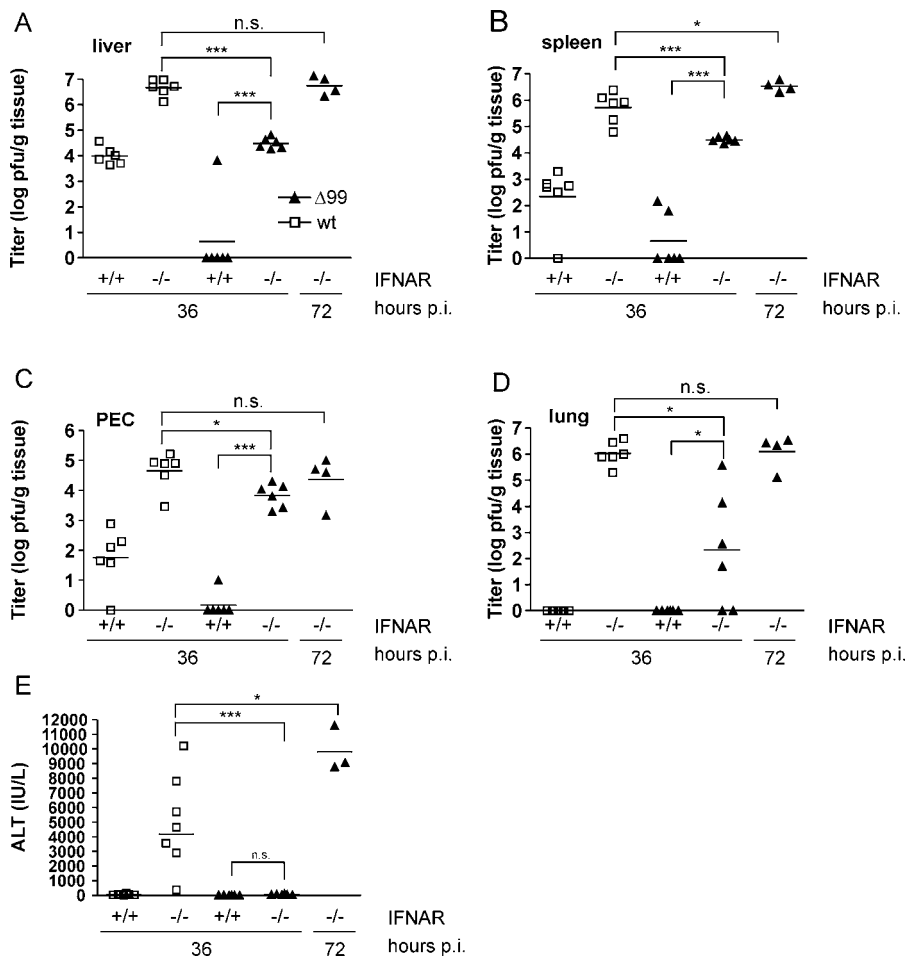 A
liver
n.s.
***
***
Titer (log pfu/g tissue)
7
6
5
4
3
2
1
0
Δ99
wt
+/+ -/- +/+ -/- -/- IFNAR
36 72 hours p.i.
B
spleen
*
***
***
Titer (log pfu/g tissue)
7
6
5
4
3
2
1
0
+/+ -/- +/+ -/- -/- IFNAR
36 72 hours p.i.
C
PEC
n.s.
*
***
Titer (log pfu/g tissue)
6
5
4
3
2
1
0
+/+ -/- +/+ -/- -/- IFNAR
36 72 hours p.i.
D
lung
n.s.
*
*
Titer (log pfu/g tissue)
7
6
5
4
3
2
1
0
+/+ -/- +/+ -/- -/- IFNAR
36 72 hours p.i.
E
*
***
n.s.
ALT (IU/L)
12000
11000
10000
9000
8000
7000
6000
5000
4000
3000
2000
1000
0
+/+ -/- +/+ -/- -/- IFNAR
36 72 hours p.i.